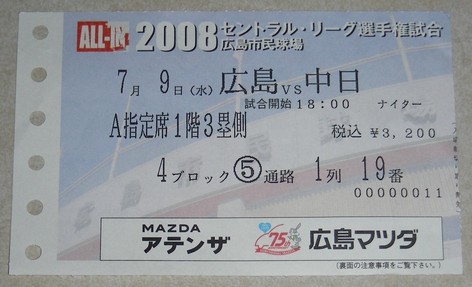 ALL-IN 2008 セントラル・リーグ選手権試合
広島市民球場
7月 9日(水) 広島 VS 中日
試合開始 18:00 ナイター
A指定席1階3塁側 税込 ¥3,200
4ブロック ⑤通路 1列 19番
00000011
MAZDA
アテンザ 75th 広島マツダ
(裏面の注意事項をご覧下さい。)